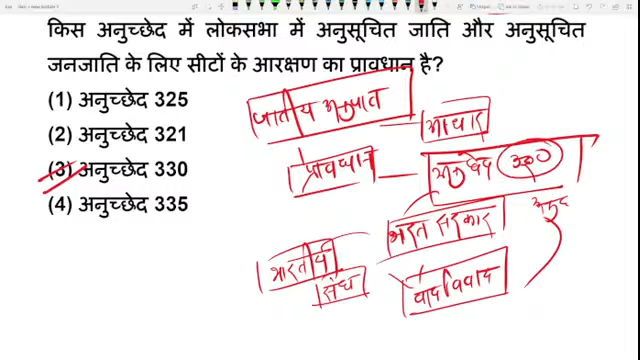 किस अनुच्छेद में लोकसभा में अनुसूचित जाति और अनुसूचित
जनजाति के लिए सीटों के आरक्षण का प्रावधान है?
(1) अनुच्छेद 325
(2) अनुच्छेद 321
(3) अनुच्छेद 330
(4) अनुच्छेद 335
जातीय अनुपात
आधार
प्रावधान
अनुच्छेद 330
भारत सरकार
भारतीय
संघ
वादविवाद